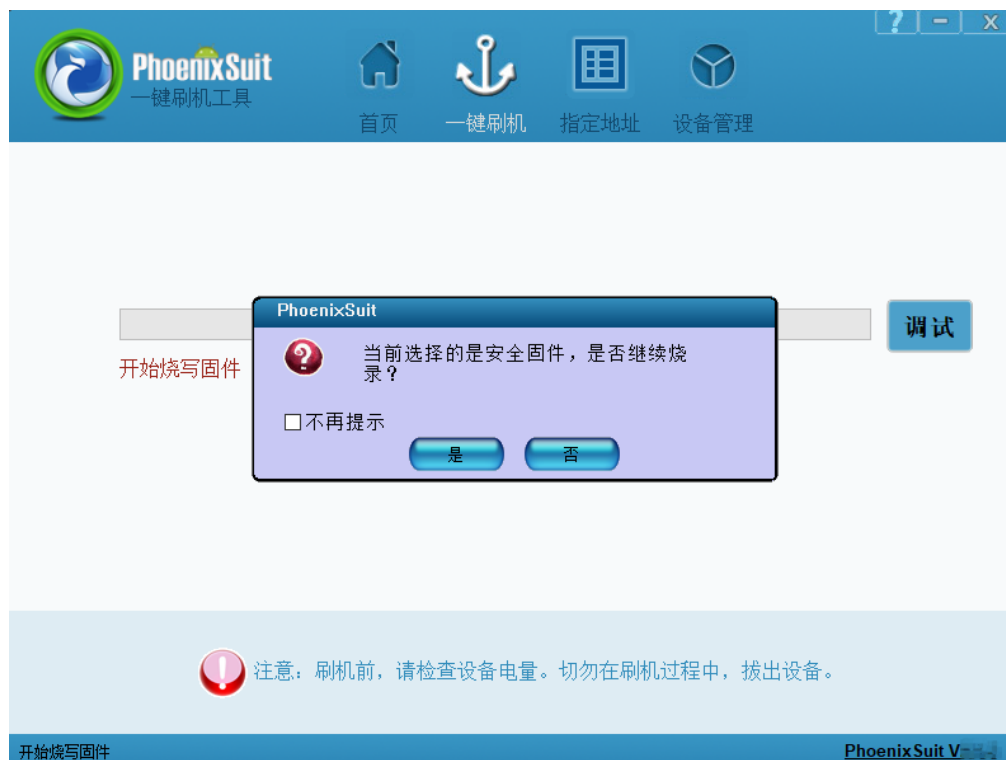 ? - x
PhoenixSuit
一键刷机工具
首页 一键刷机 指定地址 设备管理
PhoenixSuit
当前选择的是安全固件，是否继续烧
录？
不再提示
是 否
调试
开始烧写固件
注意：刷机前，请检查设备电量。切勿在刷机过程中，拔出设备。
开始烧写固件
PhoenixSuit V